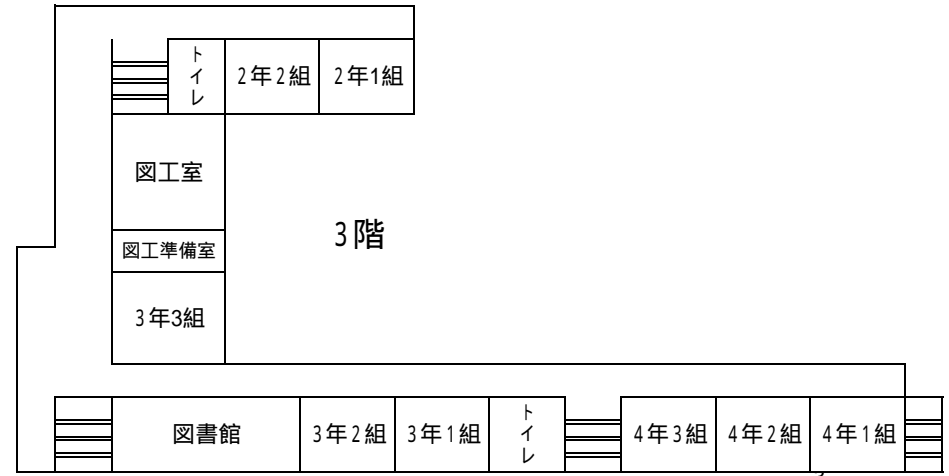 トイレ
2年2組
2年1組
図工室
3階
図工準備室
3年3組
図書館
3年2組
3年1組
トイレ
4年3組
4年2組
4年1組